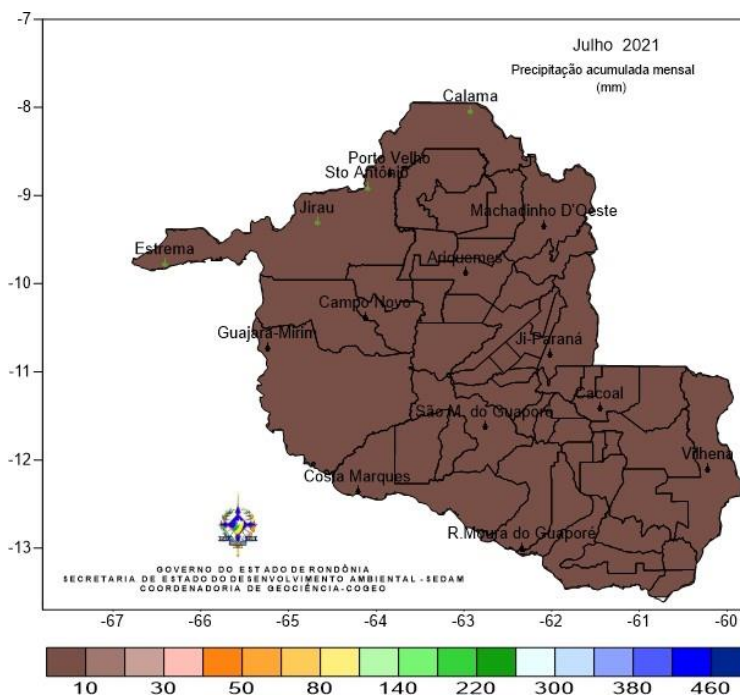 -7
Julho 2021
Precipitação acumulada mensal
(mm)
-8
Calama
Porto Velho
Sto Antônio
-9
Jirau
Machadinho D'Oeste
Estrema
Ariquemes
-10
Campo Novo
Guajará-Mirim
Ji-Paraná
-11
Cacoal
São M. do Guaporé
Vilhena
-12
Costa Marques
R.Moura do Guaporé
-13
GOVERNO DO ESTADO DE RONDÔNIA
SECRETARIA DE ESTADO DO DESENVOLVIMENTO AMBIENTAL - SEDAM
COORDENADORIA DE GEOCIÊNCIA-COGEO
-67 -66 -65 -64 -63 -62 -61 -60
10 30 50 80 140 220 300 380 460